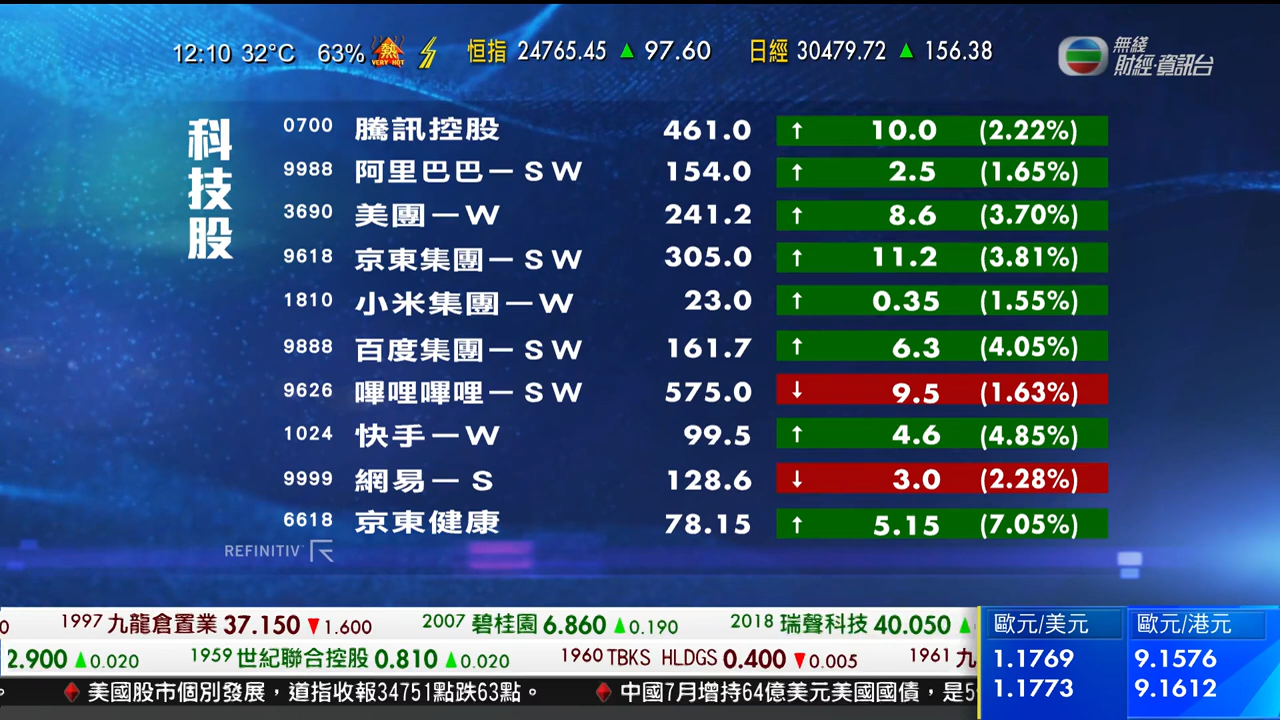 12:10 32°C 63% 熱 VERY HOT 恒指 24765.45 ▲ 97.60 日經 30479.72 ▲ 156.38
無綫
財經·資訊台
科技股
0700 騰訊控股 461.0 ↑ 10.0 (2.22%)
9988 阿里巴巴－ＳＷ 154.0 ↑ 2.5 (1.65%)
3690 美團－Ｗ 241.2 ↑ 8.6 (3.70%)
9618 京東集團－ＳＷ 305.0 ↑ 11.2 (3.81%)
1810 小米集團－Ｗ 23.0 ↑ 0.35 (1.55%)
9888 百度集團－ＳＷ 161.7 ↑ 6.3 (4.05%)
9626 嗶哩嗶哩－ＳＷ 575.0 ↓ 9.5 (1.63%)
1024 快手－Ｗ 99.5 ↑ 4.6 (4.85%)
9999 網易－Ｓ 128.6 ↓ 3.0 (2.28%)
6618 京東健康 78.15 ↑ 5.15 (7.05%)
REFINITIV
0 1997 九龍倉置業 37.150 ▼ 1.600 2007 碧桂園 6.860 ▲ 0.190 2018 瑞聲科技 40.050 ▲
2.900 ▲ 0.020 1959 世紀聯合控股 0.810 ▲ 0.020 1960 TBKS HLDGS 0.400 ▼ 0.005 1961 九
。 美國股市個別發展，道指收報34751點跌63點。 中國7月增持64億美元美國國債，是5
歐元/美元 歐元/港元
1.1769 9.1576
1.1773 9.1612